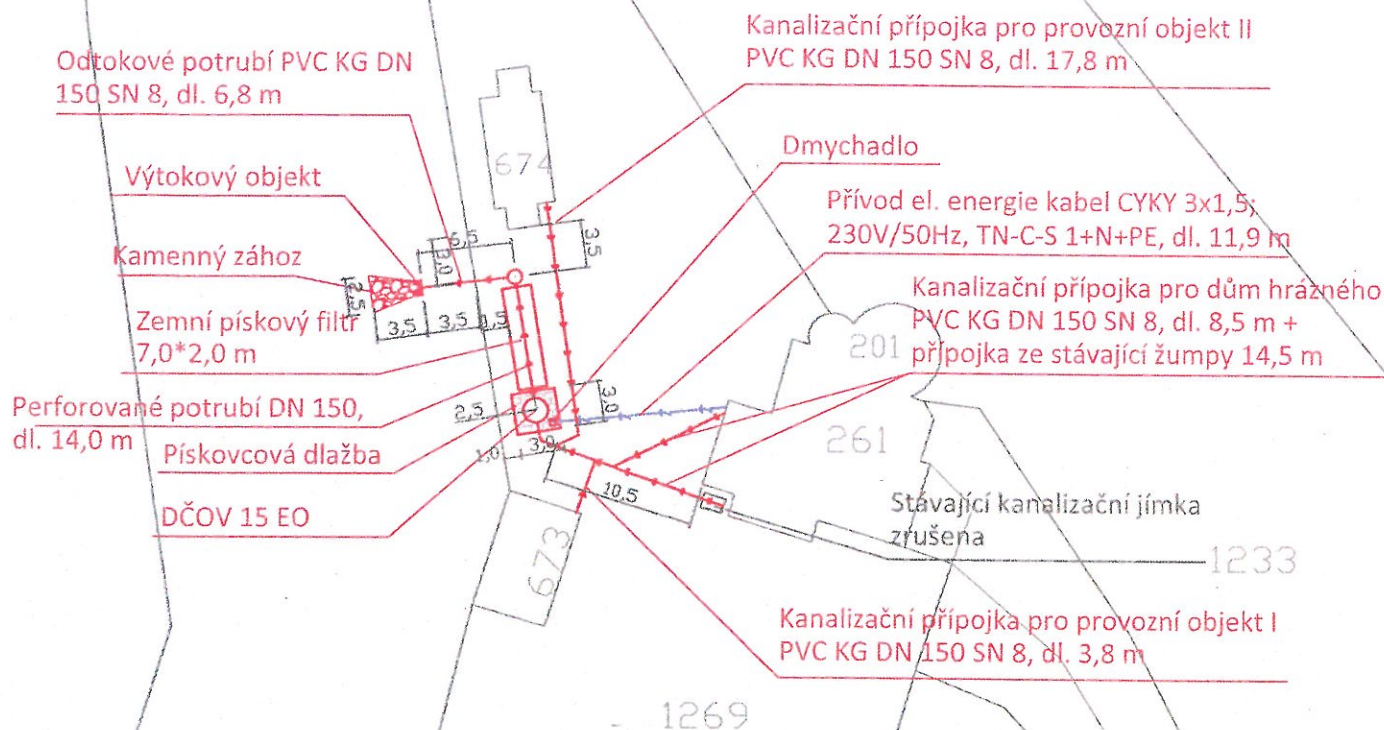 Kanalizační přípojka pro provozní objekt II
PVC KG DN 150 SN 8, dl. 17,8 m
Odtokové potrubí PVC KG DN
150 SN 8, dl. 6,8 m
Dmychadlo
674
Výtokový objekt
Přívod el. energie kabel CYKY 3x1,5;
230V/50Hz, TN-C-S 1+N+PE, dl. 11,9 m
6,5
3,0
3,5
Kamenný zához
2,5
3,5
3,5
1,5
Kanalizační přípojka pro dům hrázného
PVC KG DN 150 SN 8, dl. 8,5 m +
přípojka ze stávající žumpy 14,5 m
Zemní pískový filtr
7,0*2,0 m
201
Perforované potrubí DN 150,
dl. 14,0 m
2,5
3,0
261
Pískovcová dlažba
1,0
3,9
10,5
DČOV 15 EO
Stávající kanalizační jímka
zrušena
1233
673
Kanalizační přípojka pro provozní objekt I
PVC KG DN 150 SN 8, dl. 3,8 m
1269